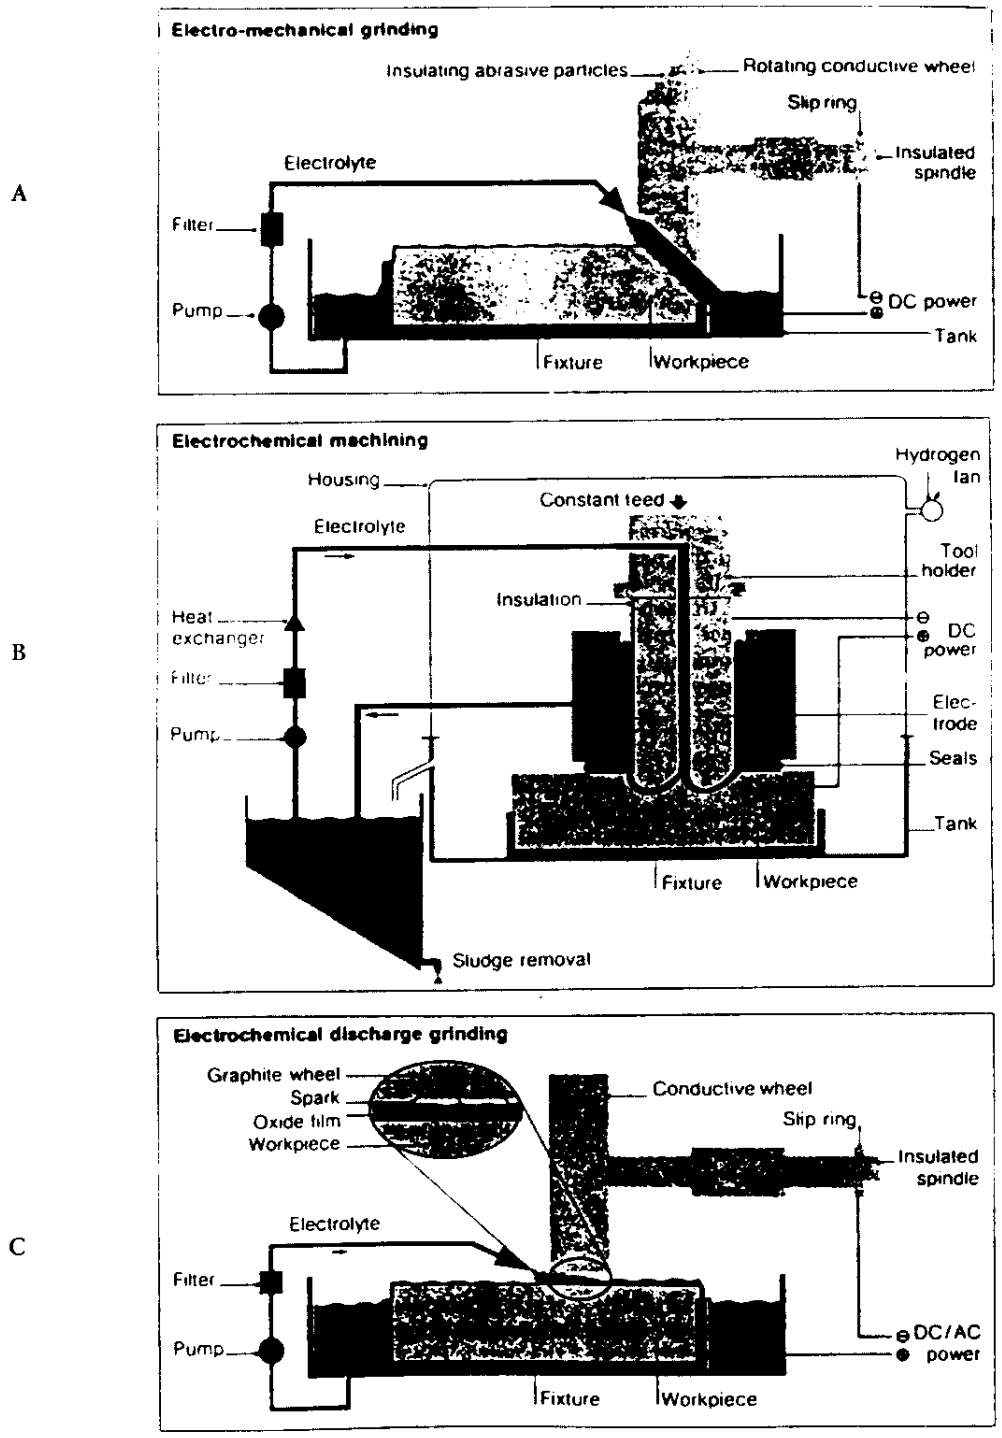 A
Electro-mechanical grinding
Insulating abrasive particles
Rotating conductive wheel
Slip ring
Insulated
spindle
Electrolyte
Filter
Pump
DC power
Tank
Fixture
Workpiece
B
Electrochemical machining
Hydrogen
fan
Housing
Constant feed
Electrolyte
Tool
holder
Insulation
Heat
exchanger
DC
power
Filter
Elec-
trode
Pump
Seals
Tank
Fixture
Workpiece
Sludge removal
C
Electrochemical discharge grinding
Graphite wheel
Spark
Oxide film
Workpiece
Conductive wheel
Slip ring
Insulated
spindle
Electrolyte
Filter
Pump
DC/AC
power
Fixture
Workpiece